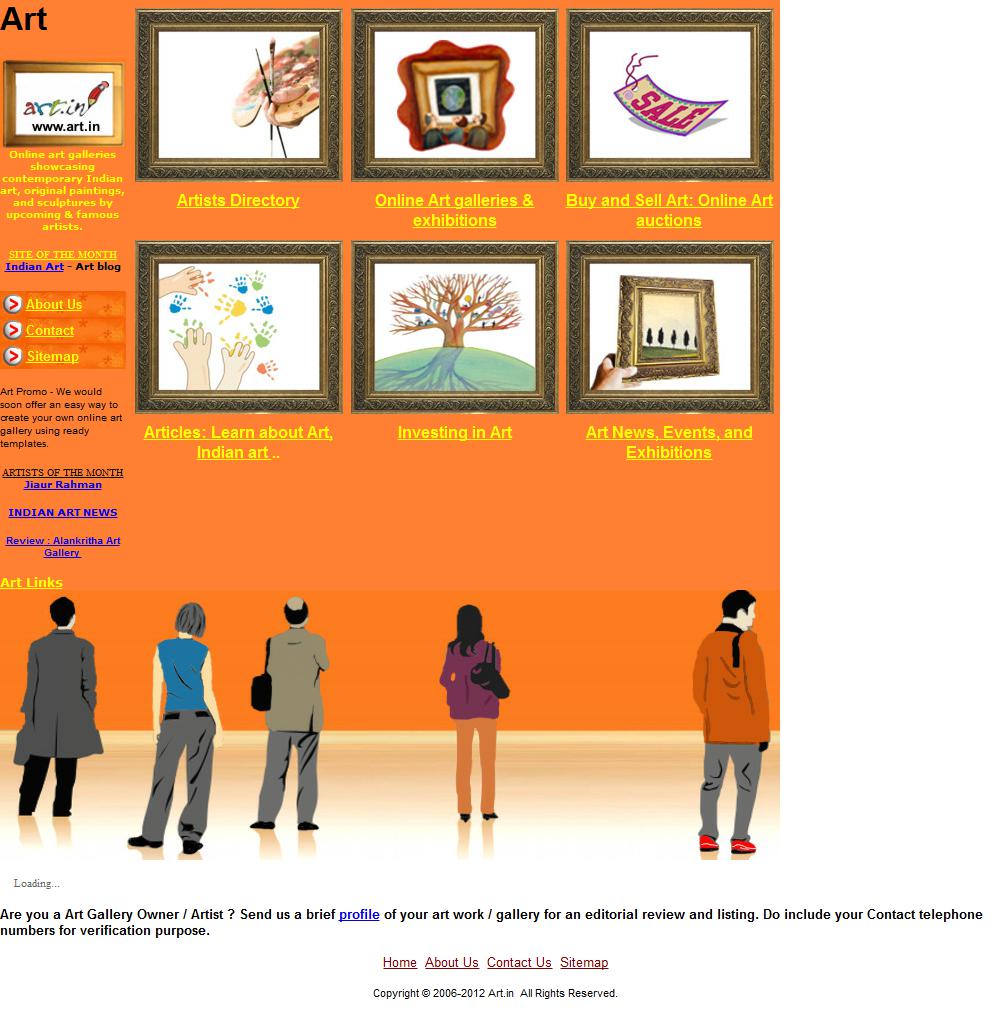 Art
art.in
www.art.in
Online art galleries
showcasing
contemporary Indian
art, original paintings,
and sculptures by
upcoming & famous
artists.
SITE OF THE MONTH
Indian Art - Art blog
About Us
Contact
Sitemap
Art Promo - We would
soon offer an easy way to
create your own online art
gallery using ready
templates.
ARTISTS OF THE MONTH
Jiaur Rahman
INDIAN ART NEWS
Review : Alankritha Art
Gallery
Art Links
Artists Directory
Online Art galleries &
exhibitions
SALE
Buy and Sell Art: Online Art
auctions
Articles: Learn about Art,
Indian art ..
Investing in Art
Art News, Events, and
Exhibitions
Loading...
Are you a Art Gallery Owner / Artist ? Send us a brief profile of your art work / gallery for an editorial review and listing. Do include your Contact telephone
numbers for verification purpose.
Home About Us Contact Us Sitemap
Copyright © 2006-2012 Art.in All Rights Reserved.